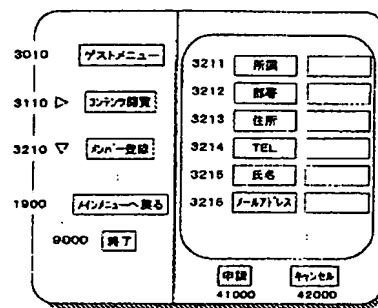 3010 ゲストメニュー
3110 ▷ コンテンツ閲覧
3210 ▽ メンバー登録
1900 メインメニューへ戻る
9000 終了
3211 所属
3212 部署
3213 住所
3214 TEL
3215 氏名
3216 メールアドレス
申請 キャンセル
41000 42000